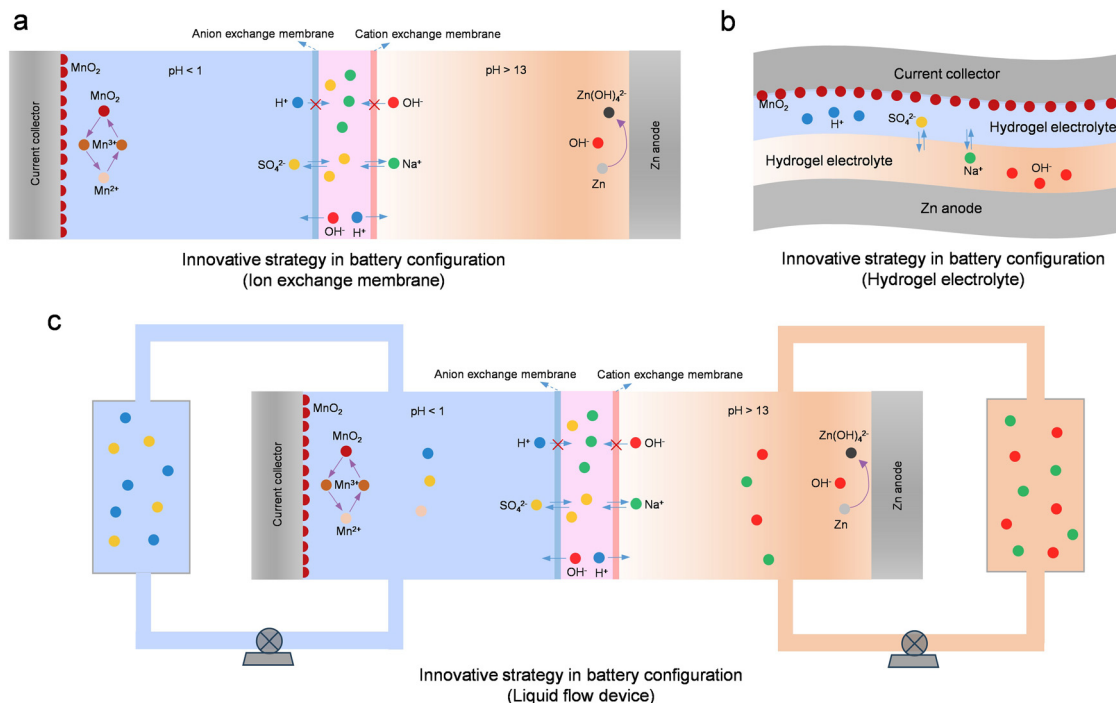 a
Anion exchange membrane
Cation exchange membrane
Current collector
MnO₂
pH < 1
pH > 13
MnO₂
Mn³⁺
Mn²⁺
H⁺
OH⁻
SO₄²⁻
Na⁺
OH⁻
H⁺
Zn(OH)₄²⁻
OH⁻
Zn
Zn anode
Innovative strategy in battery configuration
(Ion exchange membrane)
b
Current collector
MnO₂
H⁺
SO₄²⁻
Hydrogel electrolyte
Hydrogel electrolyte
Na⁺
OH⁻
Zn anode
Innovative strategy in battery configuration
(Hydrogel electrolyte)
c
Anion exchange membrane
Cation exchange membrane
Current collector
MnO₂
pH < 1
pH > 13
MnO₂
Mn³⁺
Mn²⁺
H⁺
OH⁻
SO₄²⁻
Na⁺
OH⁻
H⁺
Zn(OH)₄²⁻
OH⁻
Zn
Zn anode
Innovative strategy in battery configuration
(Liquid flow device)